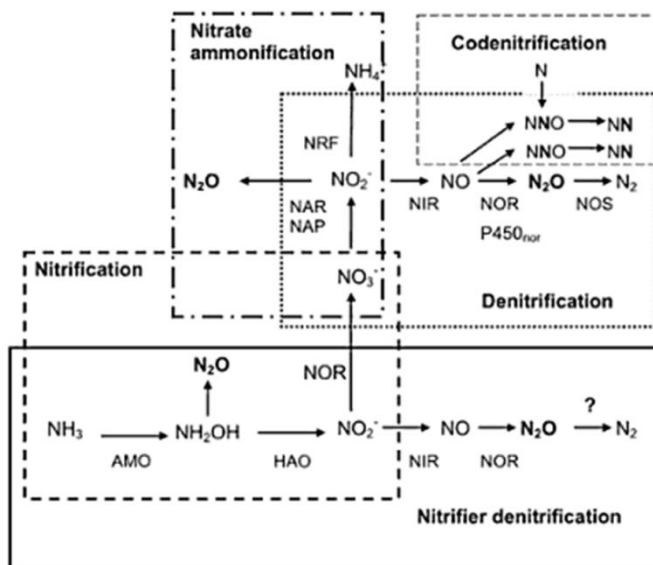 Nitrate
ammonification
Codenitrification
NH₄
N
NNO NN
NRF
NNO NN
N₂O NO₂⁻ NO N₂O N₂
NAR NIR NOR NOS
NAP P450nor
Nitrification
NO₃⁻
Denitrification
N₂O
NOR
?
NH₃ NH₂OH NO₂⁻ NO N₂O N₂
AMO HAO NIR NOR
Nitrifier denitrification